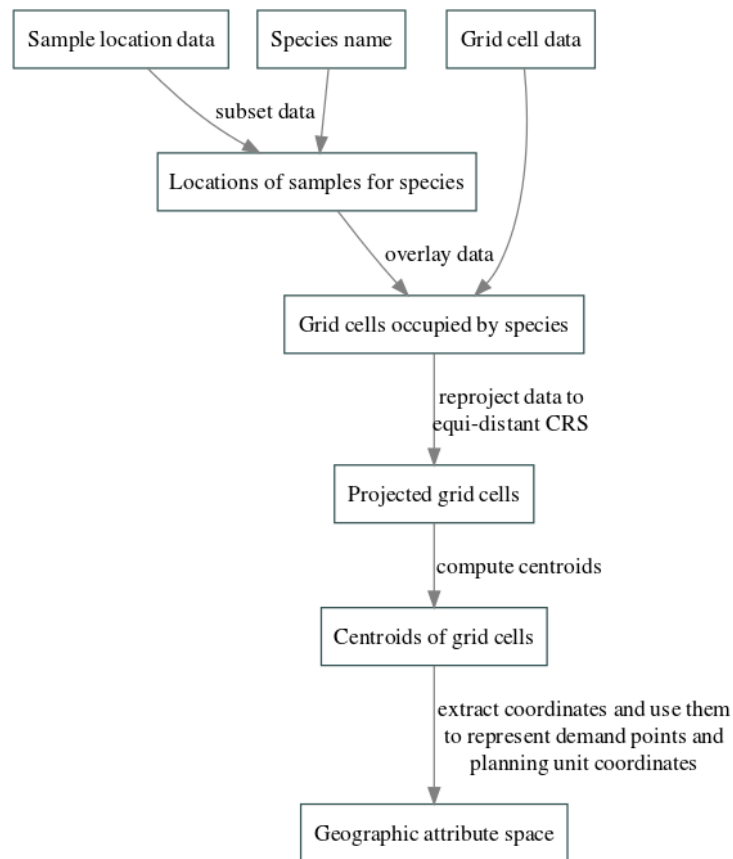 Sample location data
Species name
Grid cell data
subset data
Locations of samples for species
overlay data
Grid cells occupied by species
reproject data to
equi-distant CRS
Projected grid cells
compute centroids
Centroids of grid cells
extract coordinates and use them
to represent demand points and
planning unit coordinates
Geographic attribute space